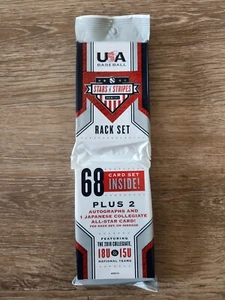 USA
BASEBALL
STARS & STRIPES
RACK SET
68 CARD SET
INSIDE!
PLUS 2
AUTOGRAPHS AND
1 JAPANESE COLLEGIATE
ALL-STAR CARD!
FEATURING
THE 2018 COLLEGIATE,
18U & 15U
NATIONAL TEAMS